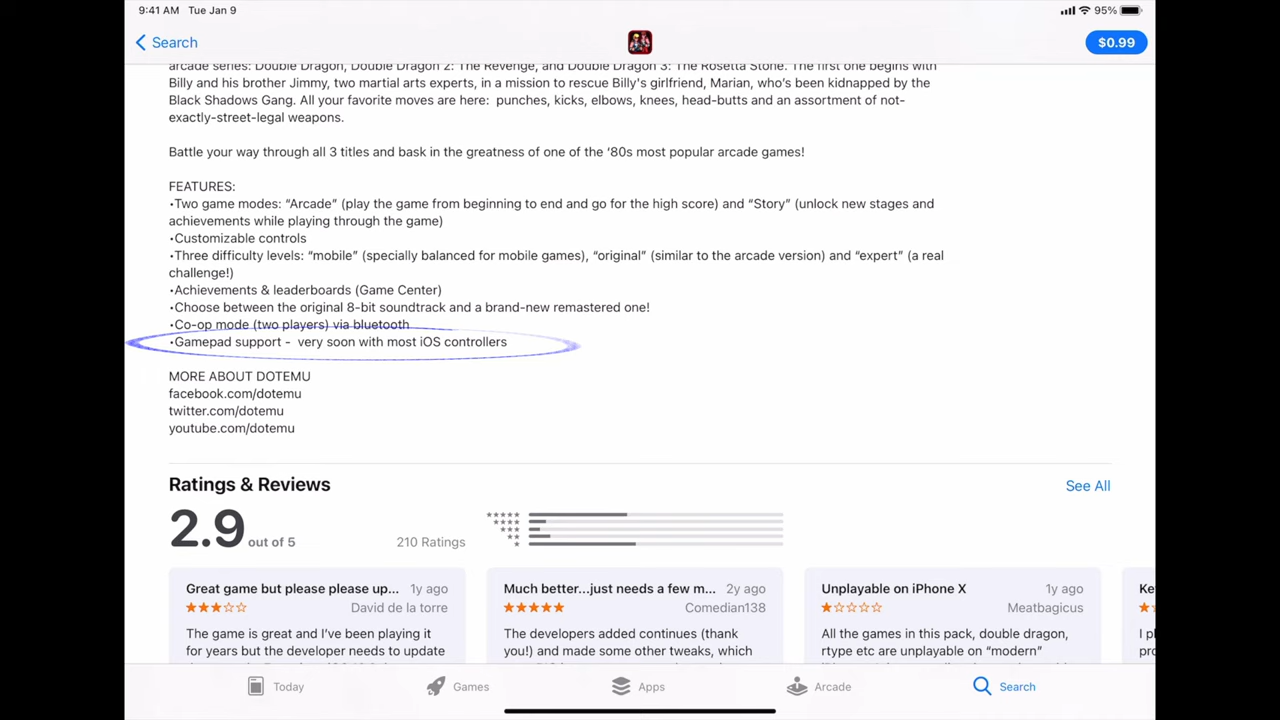 9:41 AM Tue Jan 9
95%
Search
$0.99
arcade series: Double Dragon, Double Dragon 2: The Revenge, and Double Dragon 3: The Rosetta Stone. The first one begins with
Billy and his brother Jimmy, two martial arts experts, in a mission to rescue Billy's girlfriend, Marian, who's been kidnapped by the
Black Shadows Gang. All your favorite moves are here:  punches, kicks, elbows, knees, head-butts and an assortment of not-
exactly-street-legal weapons.
Battle your way through all 3 titles and bask in the greatness of one of the ‘80s most popular arcade games!
FEATURES:
•Two game modes: “Arcade” (play the game from beginning to end and go for the high score) and “Story” (unlock new stages and
achievements while playing through the game)
•Customizable controls
•Three difficulty levels: “mobile” (specially balanced for mobile games), “original” (similar to the arcade version) and “expert” (a real
challenge!)
•Achievements & leaderboards (Game Center)
•Choose between the original 8-bit soundtrack and a brand-new remastered one!
•Co-op mode (two players) via bluetooth
•Gamepad support -  very soon with most iOS controllers
MORE ABOUT DOTEMU
facebook.com/dotemu
twitter.com/dotemu
youtube.com/dotemu
Ratings & Reviews
See All
2.9 out of 5
210 Ratings
Great game but please please up... 1y ago
David de la torre
The game is great and I’ve been playing it
for years but the developer needs to update
Much better...just needs a few m... 2y ago
Comedian138
The developers added continues (thank
you!) and made some other tweaks, which
Unplayable on iPhone X 1y ago
Meatbagicus
All the games in this pack, double dragon,
rtype etc are unplayable on “modern”
Ke
I pl
pro
Today
Games
Apps
Arcade
Search